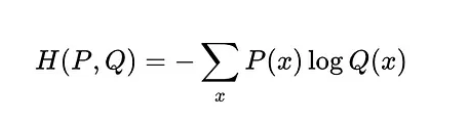 H(P, Q) = − ∑ₓ P(x) log Q(x)